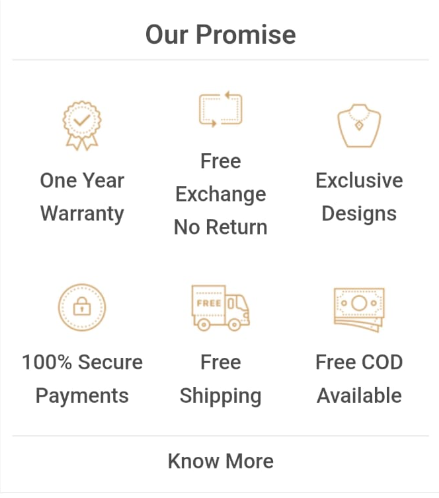 Our Promise
One Year
Warranty
Free
Exchange
No Return
Exclusive
Designs
100% Secure
Payments
FREE
Free
Shipping
Free COD
Available
Know More